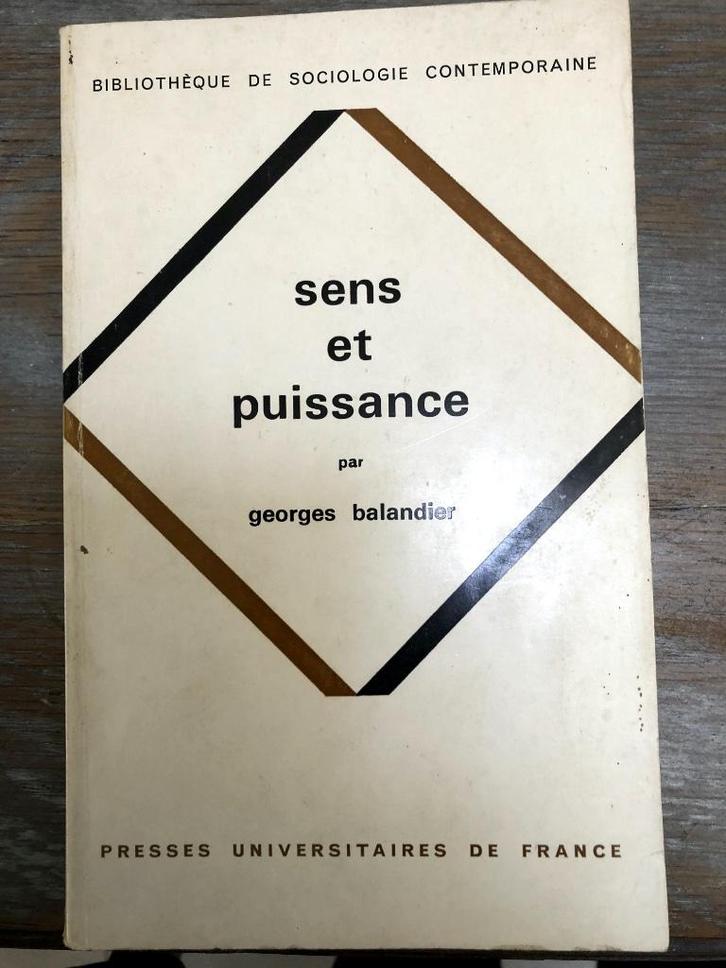 BIBLIOTHÈQUE DE SOCIOLOGIE CONTEMPORAINE
sens
et
puissance
par
georges balandier
PRESSES UNIVERSITAIRES DE FRANCE